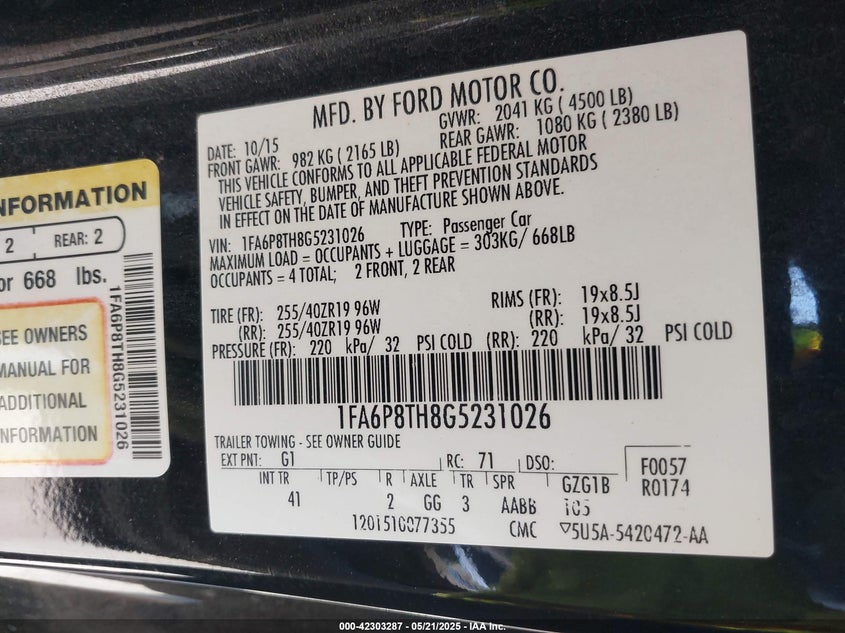 MFD. BY FORD MOTOR CO.
DATE: 10/15 GVWR: 2041 KG ( 4500 LB)
FRONT GAWR: 982 KG ( 2165 LB) REAR GAWR: 1080 KG ( 2380 LB)
THIS VEHICLE CONFORMS TO ALL APPLICABLE FEDERAL MOTOR
VEHICLE SAFETY, BUMPER, AND THEFT PREVENTION STANDARDS
IN EFFECT ON THE DATE OF MANUFACTURE SHOWN ABOVE.
VIN: 1FA6P8TH8G5231026 TYPE: Passenger Car
MAXIMUM LOAD = OCCUPANTS + LUGGAGE = 303KG/ 668LB
OCCUPANTS = 4 TOTAL; 2 FRONT, 2 REAR
TIRE (FR): 255/40ZR19 96W RIMS (FR): 19x8.5J
(RR): 255/40ZR19 96W (RR): 19x8.5J
PRESSURE (FR): 220 kPa/ 32 PSI COLD (RR): 220 kPa/ 32 PSI COLD
1FA6P8TH8G5231026
TRAILER TOWING - SEE OWNER GUIDE
EXT PNT: G1 RC: 71 DSO: F0057
INT TR TP/PS R AXLE TR SPR GZG1B R0174
41 2 GG 3 AABB 105
1201510077355 CMC 5U5A-5420472-AA
NFORMATION
2 REAR: 2
or 668 lbs.
SEE OWNERS
MANUAL FOR
ADDITIONAL
INFORMATION
1FA6P8TH8G5231026
000-42303287 - 05/21/2025 - IAA Inc.